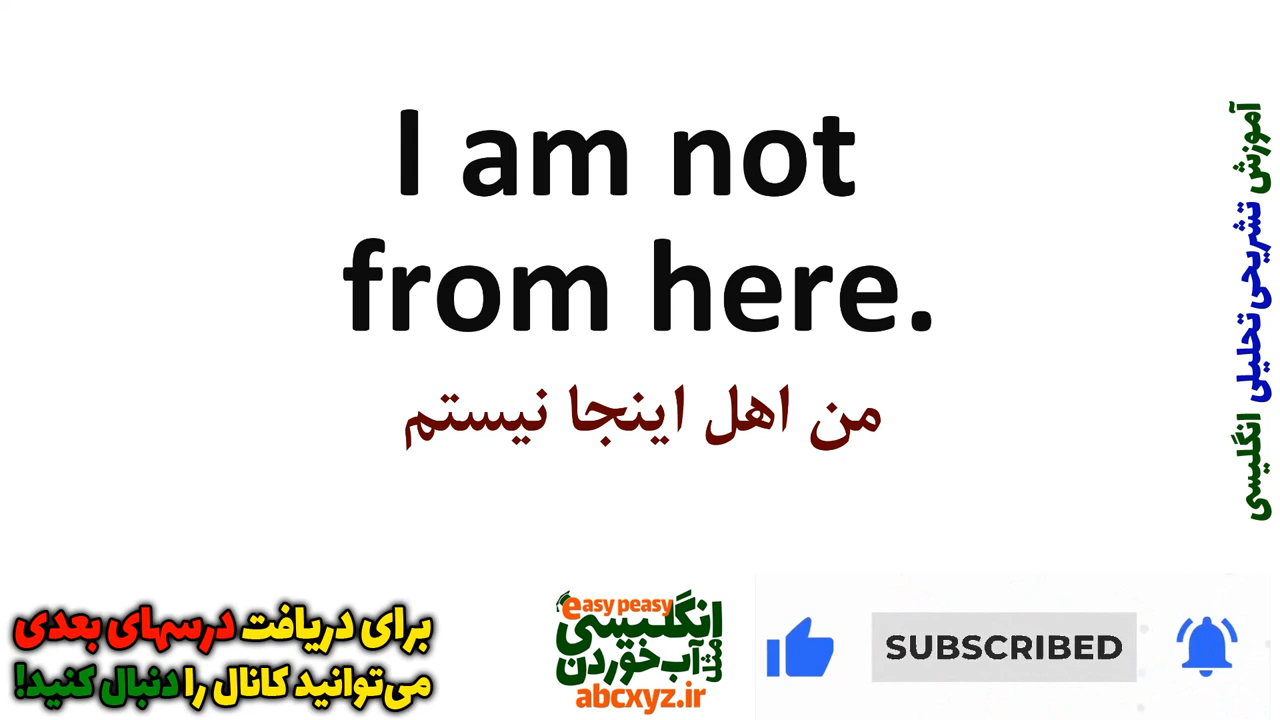 I am not
from here.
من اهل اینجا نیستم
آموزش تشریحی تحلیلی انگلیسی
برای دریافت درسهای بعدی
می‌توانید کانال را دنبال کنید!
easy peasy
انگلیسی
مثل آب خوردن
abcxyz.ir
SUBSCRIBED